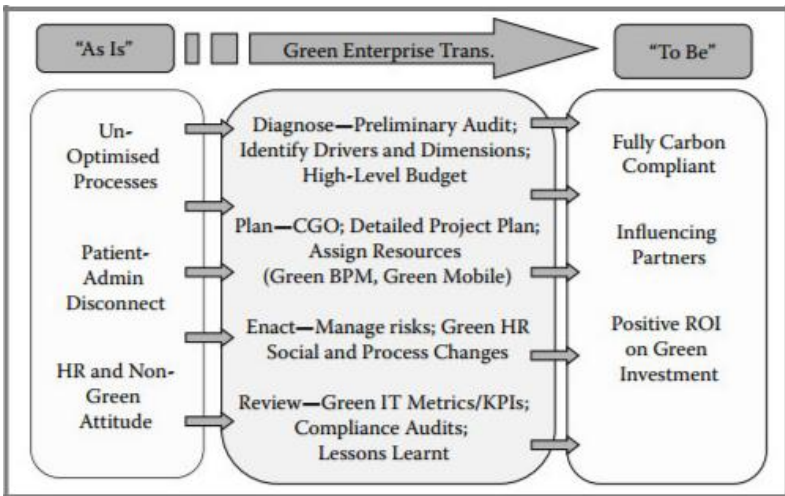 "As Is"
Green Enterprise Trans.
"To Be"
Un-
Optimised
Processes
Patient-
Admin
Disconnect
HR and Non-
Green
Attitude
Diagnose—Preliminary Audit;
Identify Drivers and Dimensions;
High-Level Budget
Plan—CGO; Detailed Project Plan;
Assign Resources
(Green BPM, Green Mobile)
Enact—Manage risks; Green HR
Social and Process Changes
Review—Green IT Metrics/KPIs;
Compliance Audits;
Lessons Learnt
Fully Carbon
Compliant
Influencing
Partners
Positive ROI
on Green
Investment